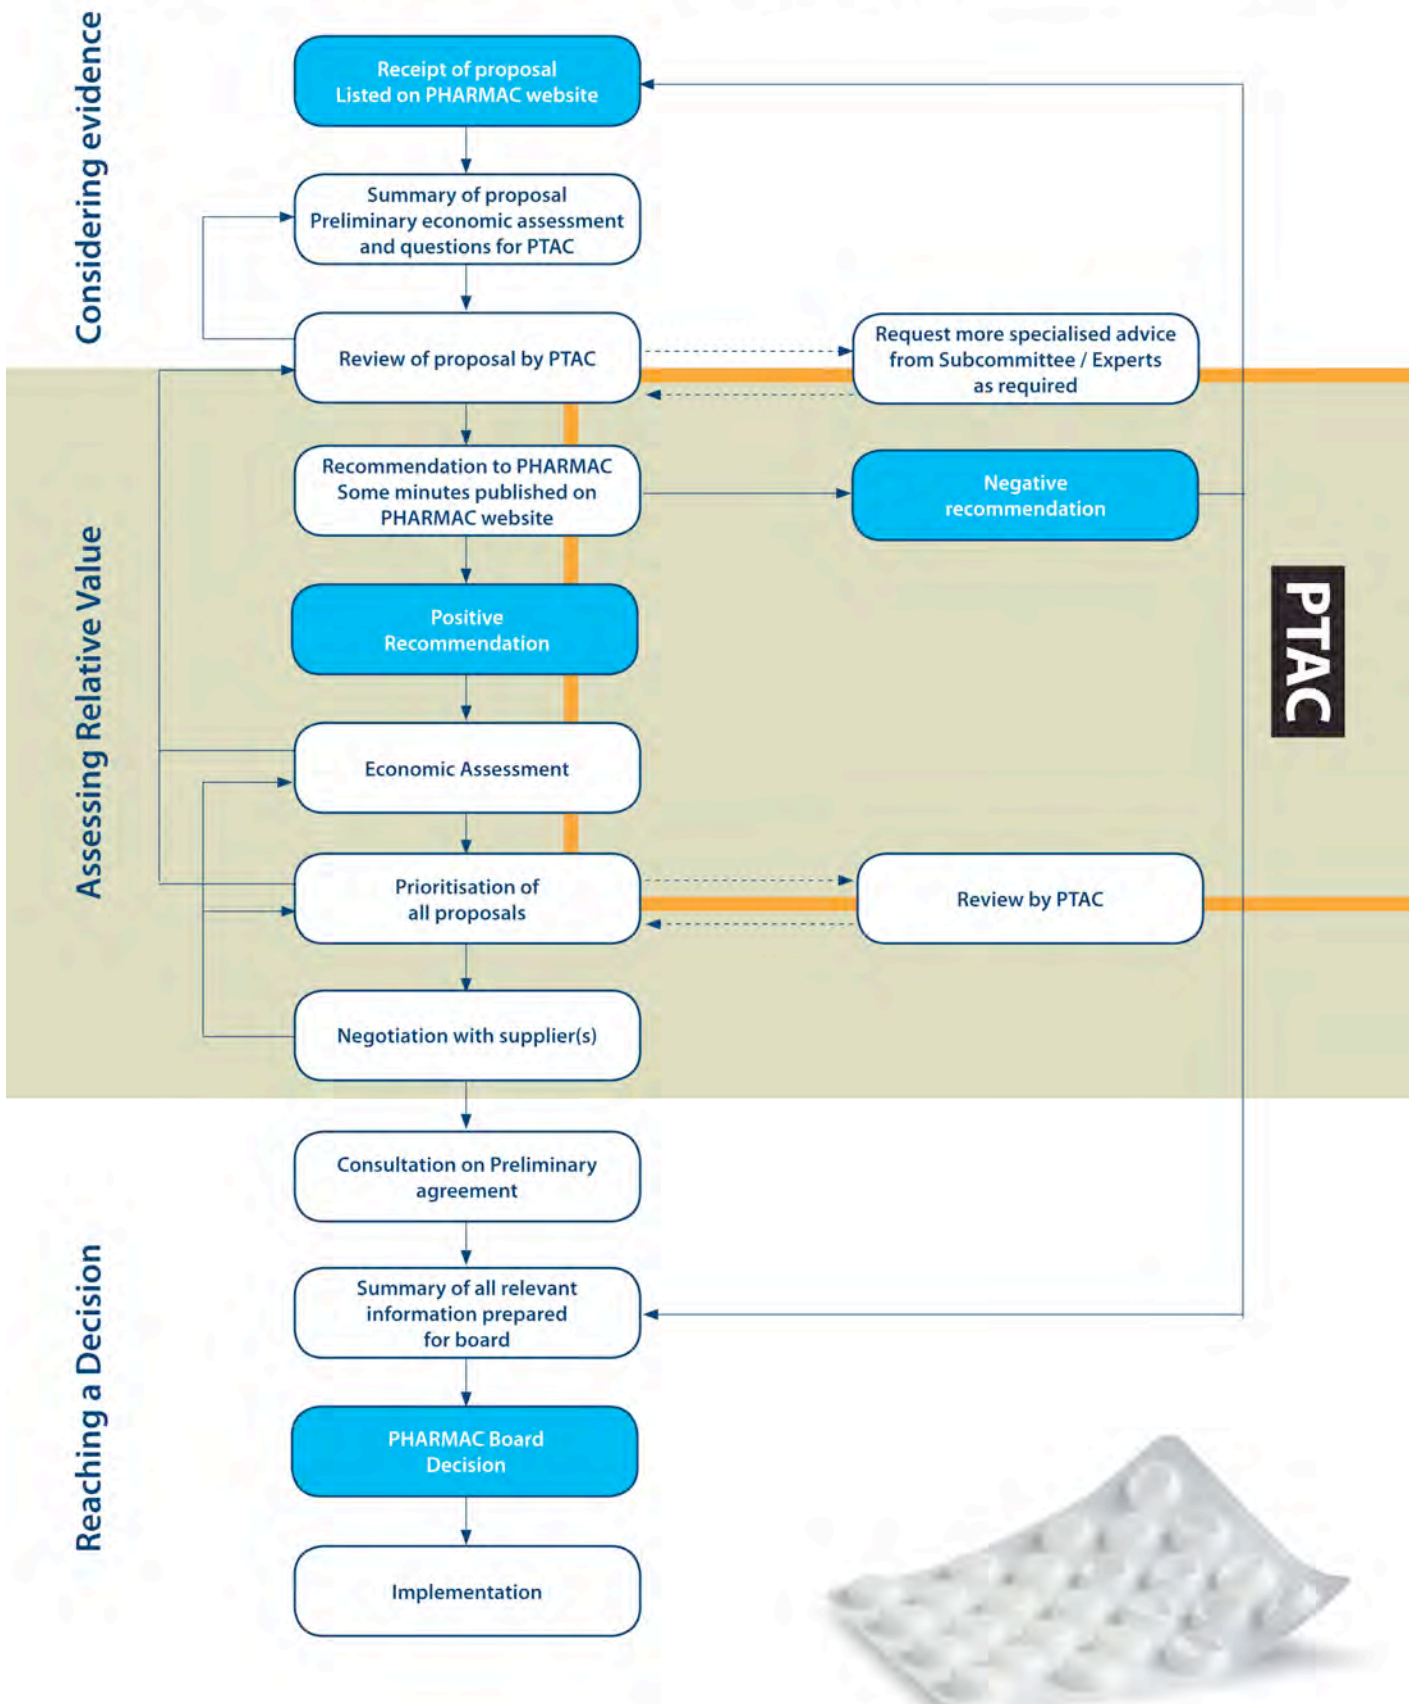 Considering evidence
Receipt of proposal
Listed on PHARMAC website
Summary of proposal
Preliminary economic assessment
and questions for PTAC
Review of proposal by PTAC
Request more specialised advice
from Subcommittee / Experts
as required
Assessing Relative Value
Recommendation to PHARMAC
Some minutes published on
PHARMAC website
Negative
recommendation
PTAC
Positive
Recommendation
Economic Assessment
Prioritisation of
all proposals
Review by PTAC
Negotiation with supplier(s)
Reaching a Decision
Consultation on Preliminary
agreement
Summary of all relevant
information prepared
for board
PHARMAC Board
Decision
Implementation